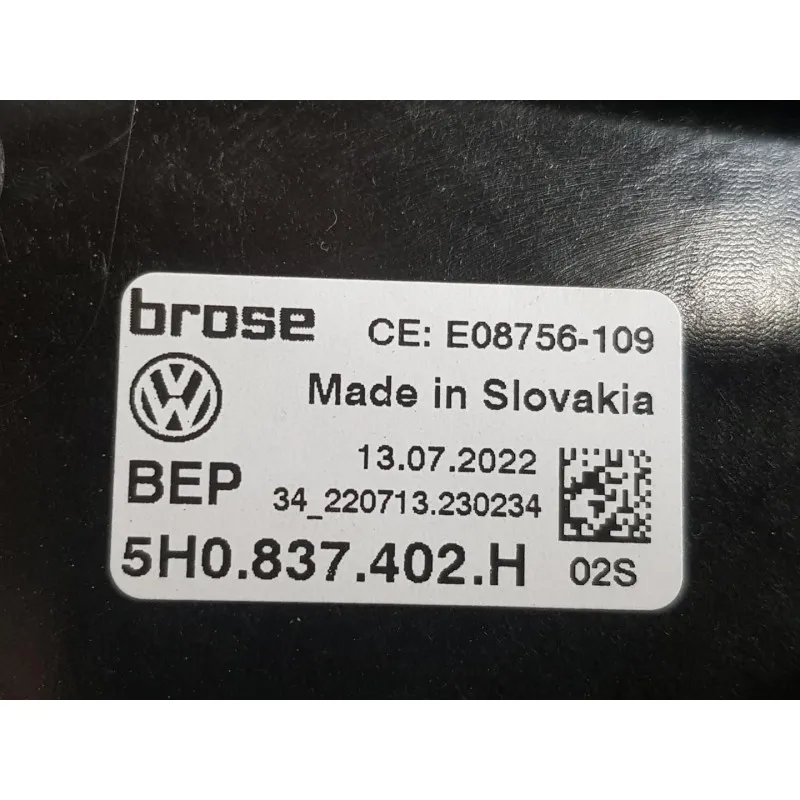 brose CE: E08756-109
Made in Slovakia
13.07.2022
BEP 34_220713.230234
5H0.837.402.H 02S